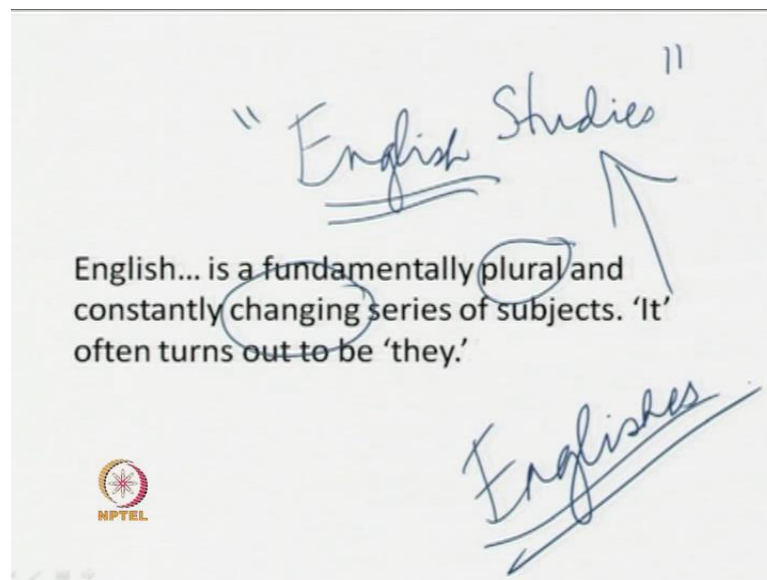 "English Studies"
English... is a fundamentally plural and
constantly changing series of subjects. ‘It’
often turns out to be ‘they.’
Englishes
NPTEL